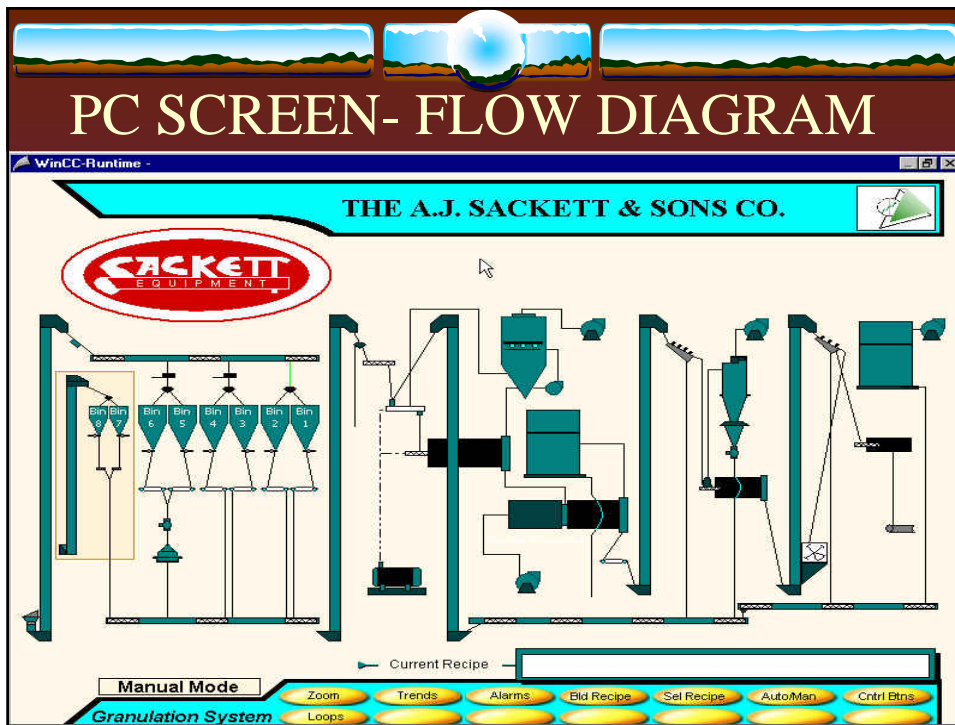 PC SCREEN- FLOW DIAGRAM
WinCC-Runtime -
THE A.J. SACKETT & SONS CO.
SACKETT
EQUIPMENT
Bin 8
Bin 7
Bin 6
Bin 5
Bin 4
Bin 3
Bin 2
Bin 1
Current Recipe
Manual Mode
Zoom Trends Alarms Bld Recipe Sel Recipe Auto/Man Cntrl Btns
Granulation System Loops